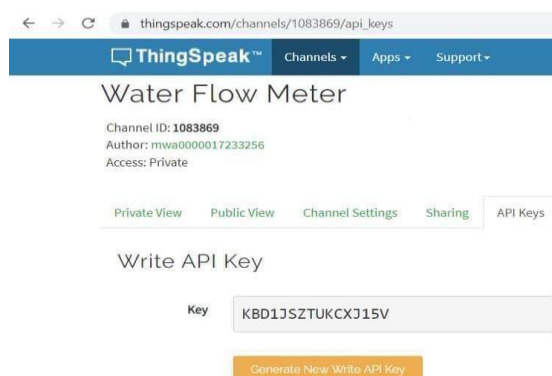 thingspeak.com/channels/1083869/api_keys
ThingSpeak™ Channels Apps Support
Water Flow Meter
Channel ID: 1083869
Author: mwa0000017233256
Access: Private
Private View Public View Channel Settings Sharing API Keys
Write API Key
Key KBD1JSZTUKCXJ15V
Generate New Write API Key